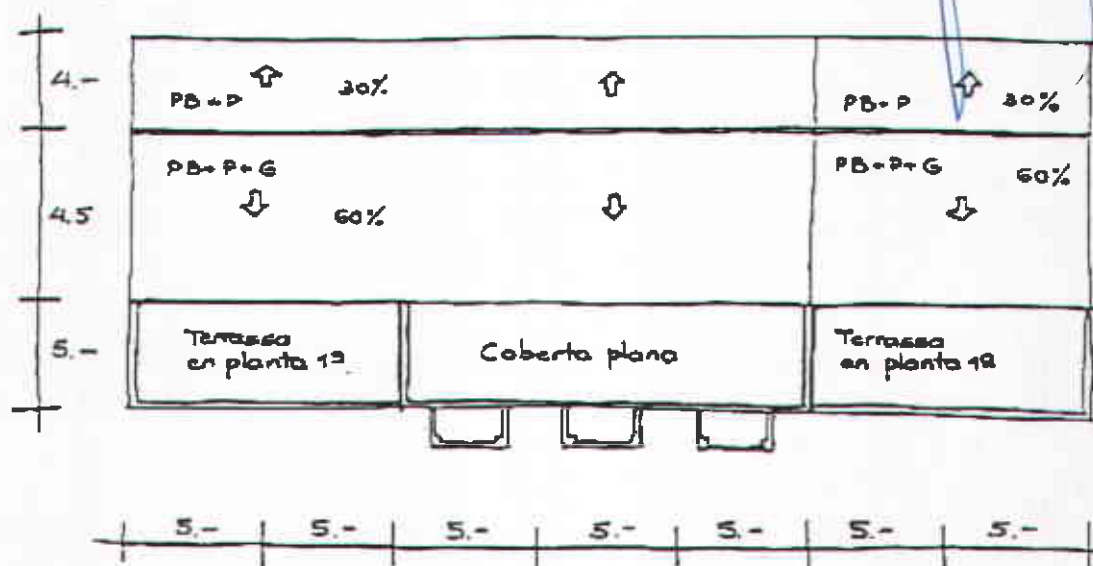 4.-
PB+P
30%
PB+P
30%
4.5
PB+P+G
60%
PB+P+G
60%
5.-
Terrassa
en planta 1ª
Coberta plana
Terrassa
en planta 1ª
5.- 5.- 5.- 5.- 5.- 5.- 5.-